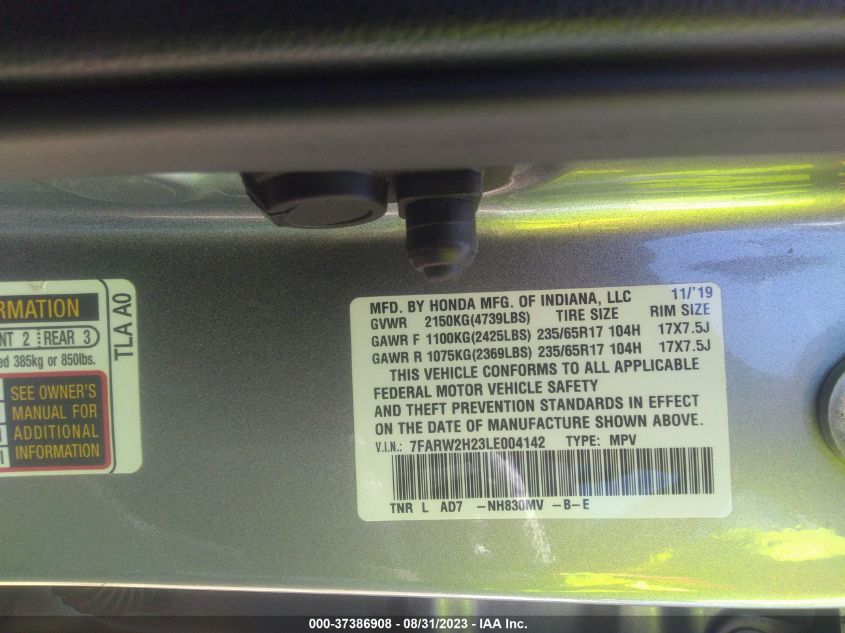 RMATION
NT 2 REAR 3
ed 385kg or 850lbs.
SEE OWNER'S
MANUAL FOR
ADDITIONAL
INFORMATION
TLA A0
MFD. BY HONDA MFG. OF INDIANA, LLC 11/'19
GVWR 2150KG(4739LBS) TIRE SIZE RIM SIZE
GAWR F 1100KG(2425LBS) 235/65R17 104H 17X7.5J
GAWR R 1075KG(2369LBS) 235/65R17 104H 17X7.5J
THIS VEHICLE CONFORMS TO ALL APPLICABLE
FEDERAL MOTOR VEHICLE SAFETY
AND THEFT PREVENTION STANDARDS IN EFFECT
ON THE DATE OF MANUFACTURE SHOWN ABOVE.
V.I.N.: 7FARW2H23LE004142 TYPE: MPV
TNR L AD7 -NH830MV -B-E
000-37386908 - 08/31/2023 - IAA Inc.